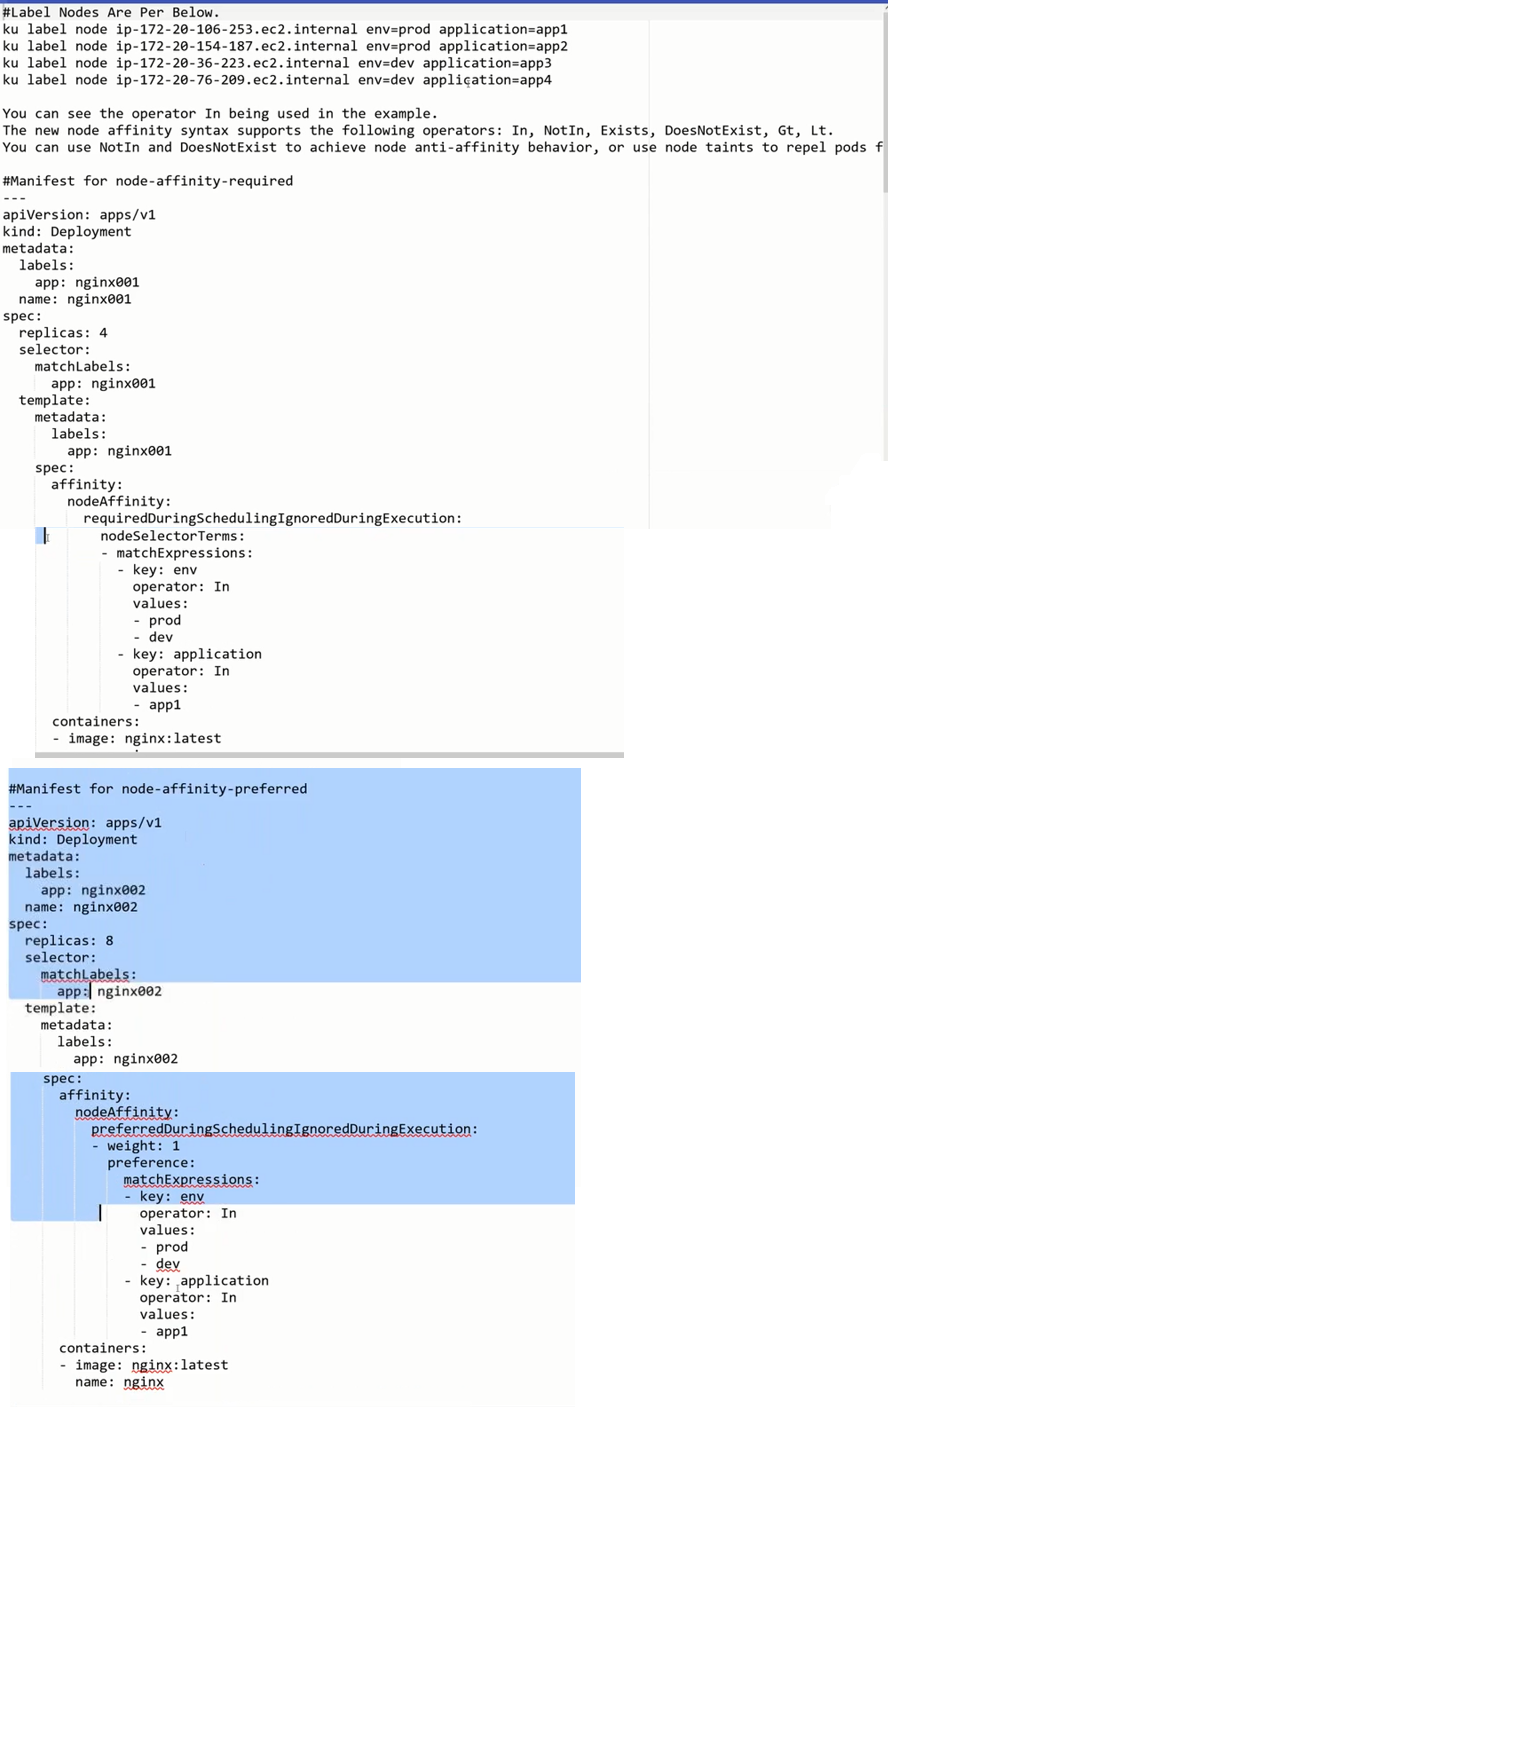 #Label Nodes Are Per Below.
ku label node ip-172-20-106-253.ec2.internal env=prod application=app1
ku label node ip-172-20-154-187.ec2.internal env=prod application=app2
ku label node ip-172-20-36-223.ec2.internal env=dev application=app3
ku label node ip-172-20-76-209.ec2.internal env=dev application=app4

You can see the operator In being used in the example.
The new node affinity syntax supports the following operators: In, NotIn, Exists, DoesNotExist, Gt, Lt.
You can use NotIn and DoesNotExist to achieve node anti-affinity behavior, or use node taints to repel pods f

#Manifest for node-affinity-required
---
apiVersion: apps/v1
kind: Deployment
metadata:
  labels:
    app: nginx001
  name: nginx001
spec:
  replicas: 4
  selector:
    matchLabels:
      app: nginx001
  template:
    metadata:
      labels:
        app: nginx001
    spec:
      affinity:
        nodeAffinity:
          requiredDuringSchedulingIgnoredDuringExecution:
            nodeSelectorTerms:
            - matchExpressions:
              - key: env
                operator: In
                values:
                - prod
                - dev
              - key: application
                operator: In
                values:
                - app1
      containers:
      - image: nginx:latest

#Manifest for node-affinity-preferred
---
apiVersion: apps/v1
kind: Deployment
metadata:
  labels:
    app: nginx002
  name: nginx002
spec:
  replicas: 8
  selector:
    matchLabels:
      app: nginx002
  template:
    metadata:
      labels:
        app: nginx002
    spec:
      affinity:
        nodeAffinity:
          preferredDuringSchedulingIgnoredDuringExecution:
          - weight: 1
            preference:
              matchExpressions:
              - key: env
                operator: In
                values:
                - prod
                - dev
              - key: application
                operator: In
                values:
                - app1
      containers:
      - image: nginx:latest
        name: nginx